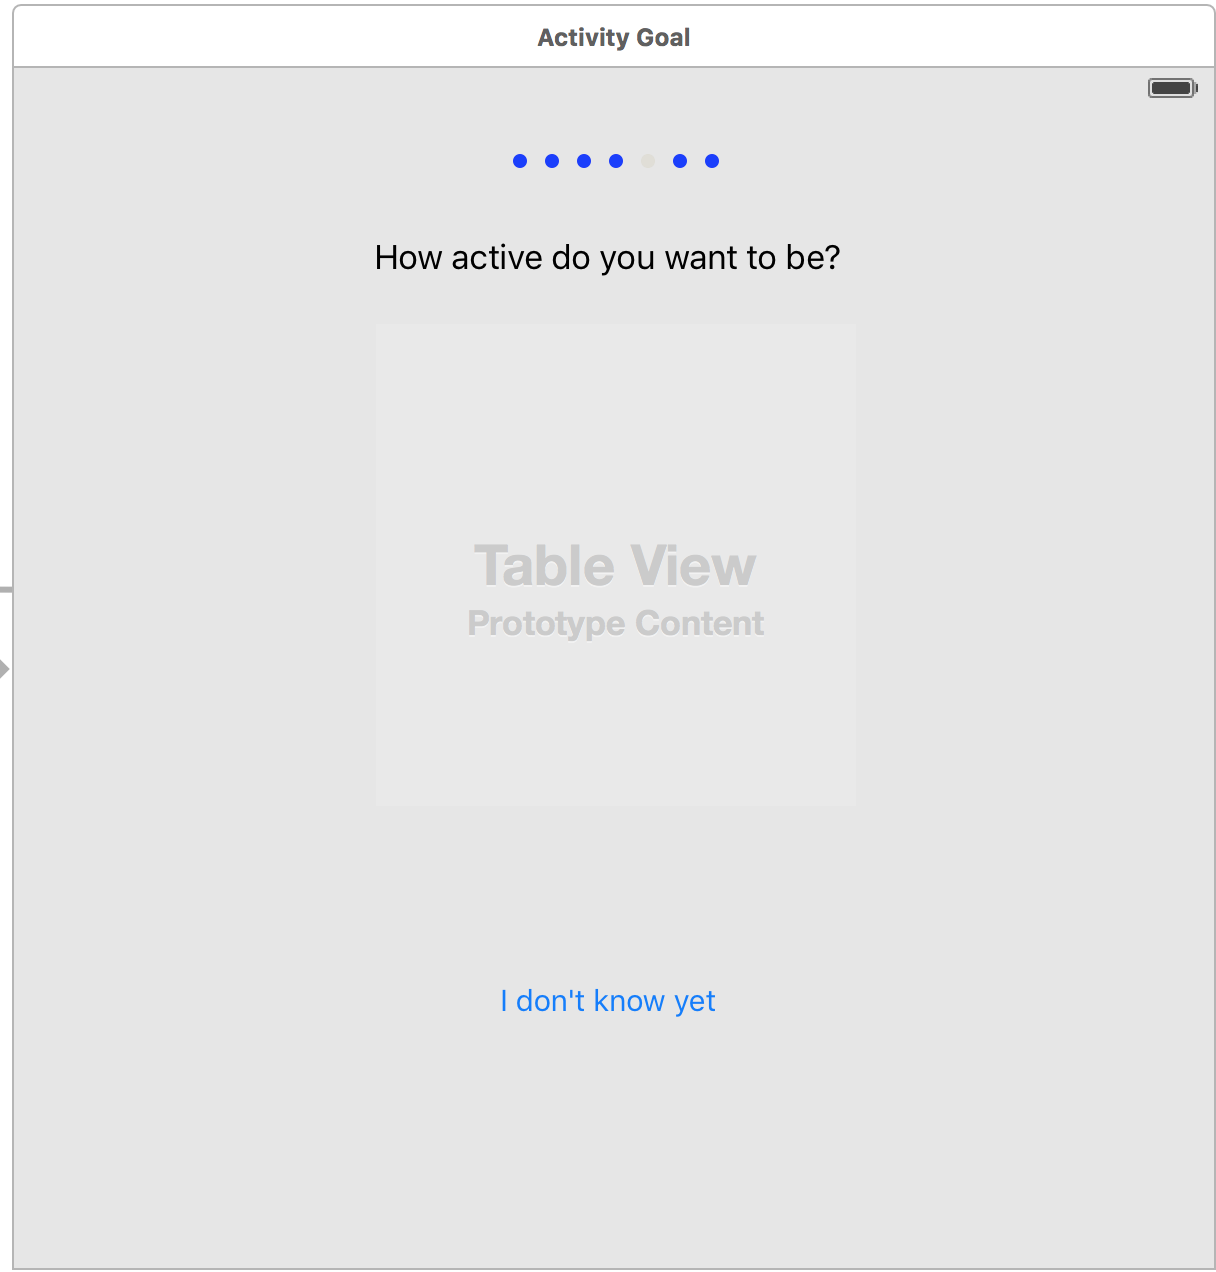 Activity Goal
How active do you want to be?
Table View
Prototype Content
I don't know yet